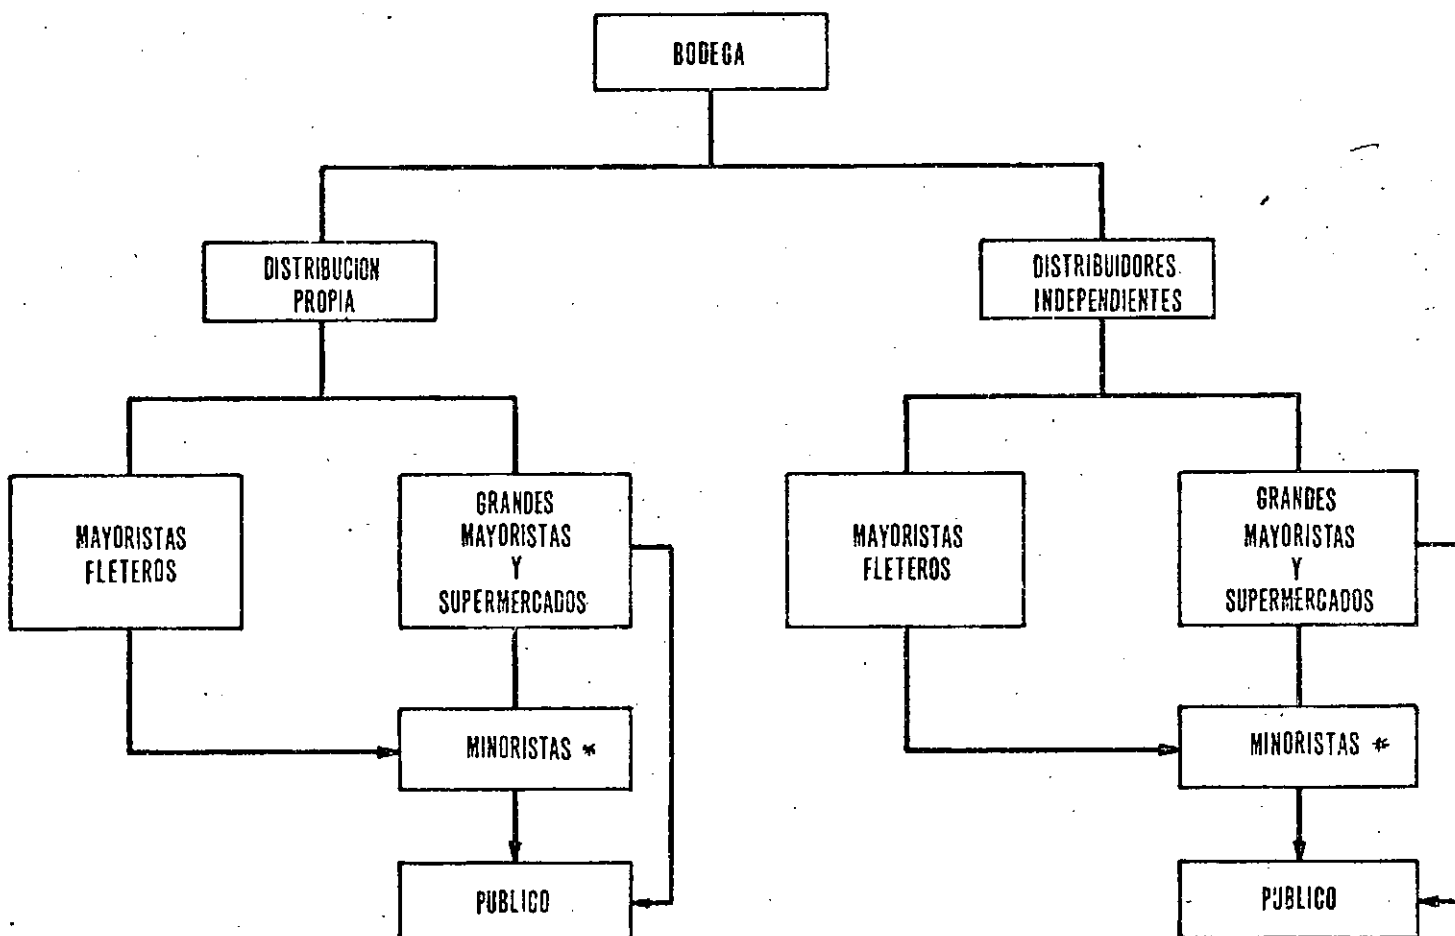 BODEGA
DISTRIBUCION
PROPIA
DISTRIBUIDORES
INDEPENDIENTES
MAYORISTAS
FLETEROS
GRANDES
MAYORISTAS
Y
SUPERMERCADOS
MAYORISTAS
FLETEROS
GRANDES
MAYORISTAS
Y
SUPERMERCADOS
MINORISTAS *
MINORISTAS *
PUBLICO
PUBLICO